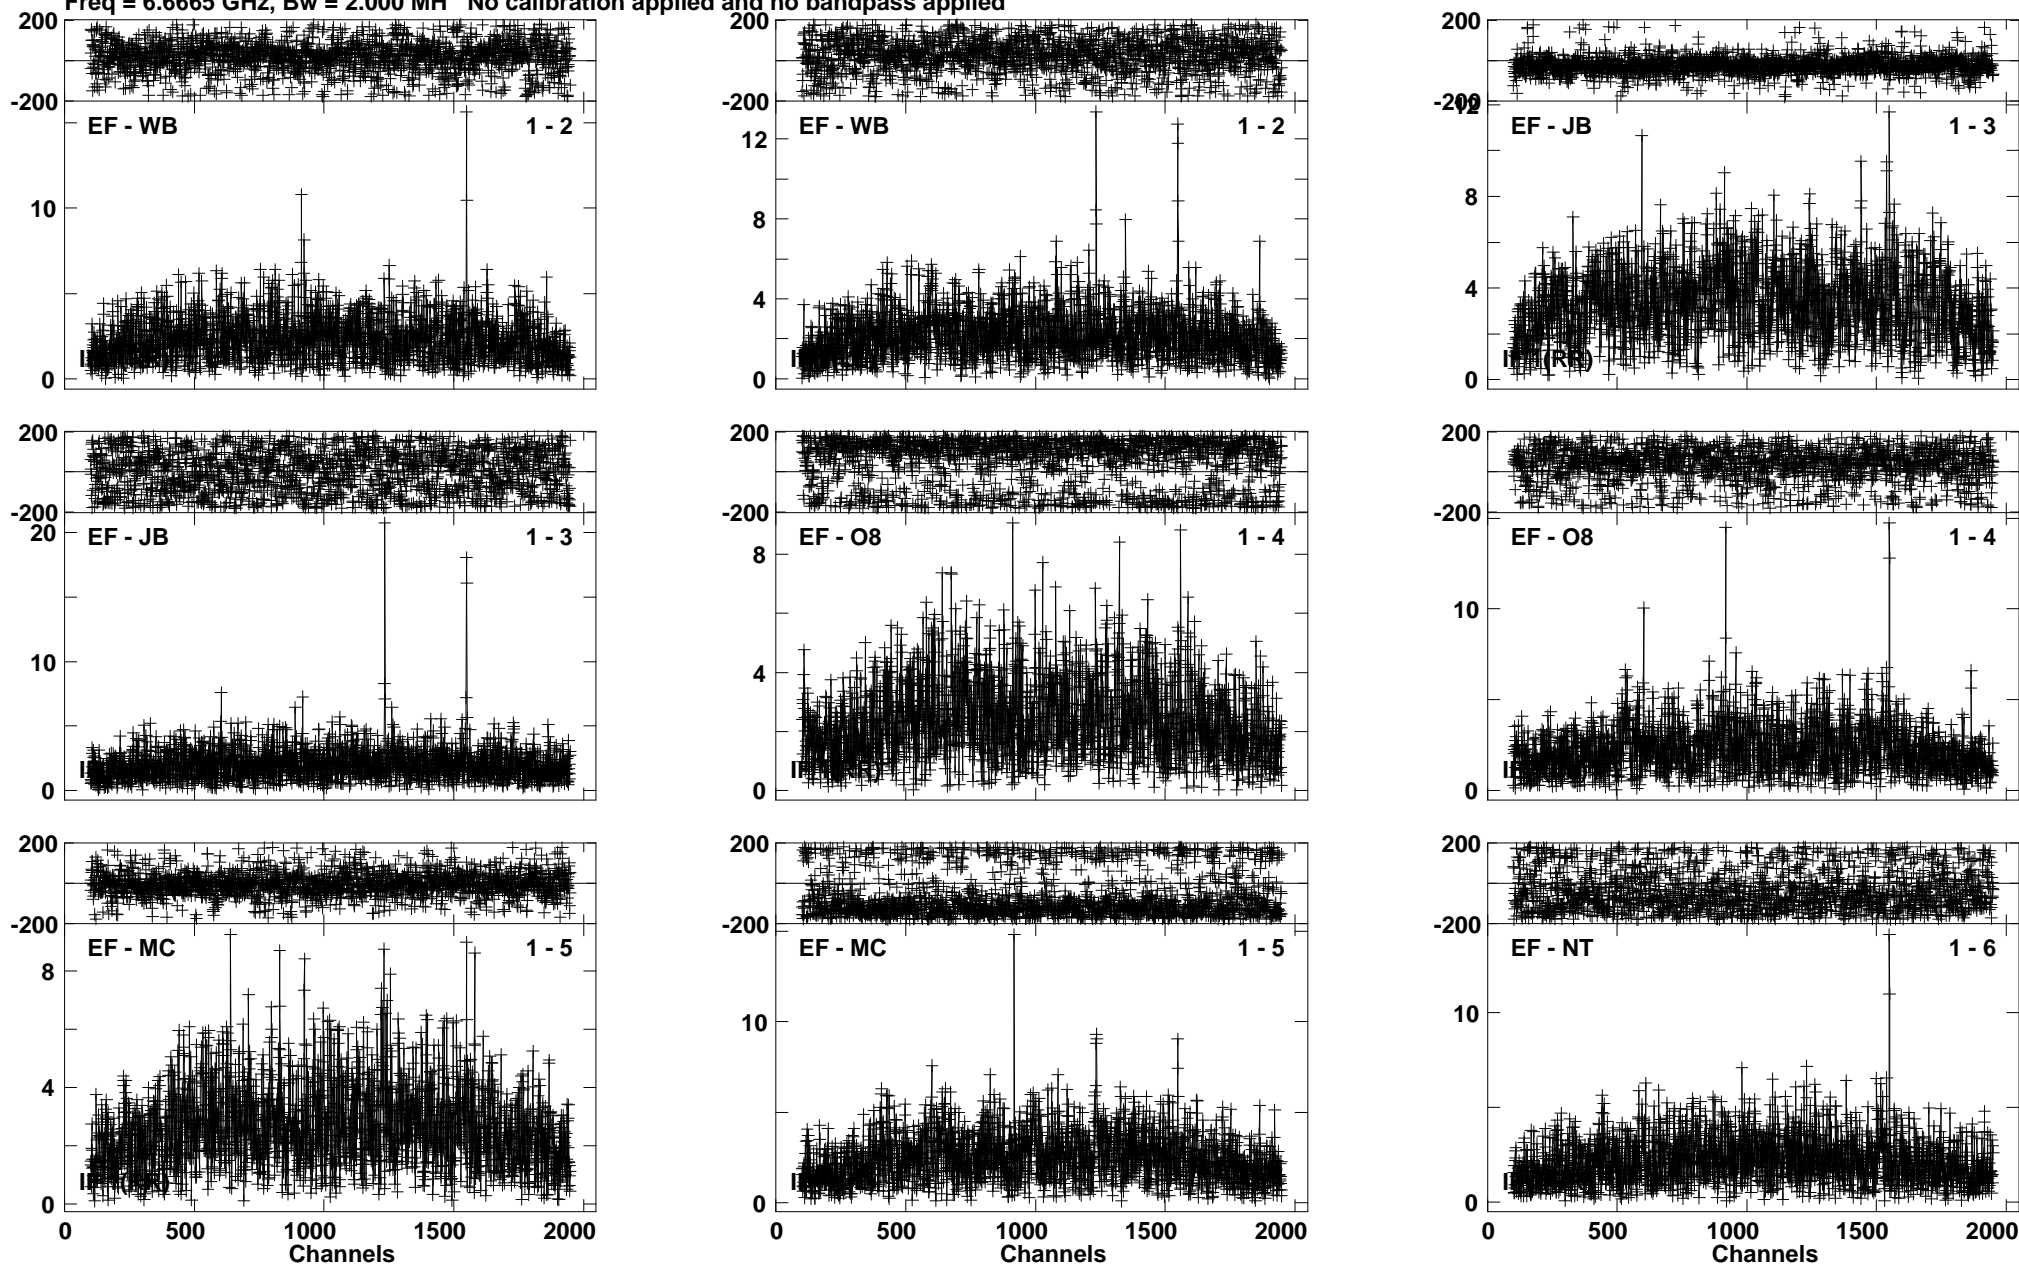 Freq = 6.6665 GHz, Bw = 2.000 MH No calibration applied and no bandpass applied
200 200 200
-200 -200 -200
EF - WB 1 - 2 EF - WB 1 - 2 EF - JB 1 - 3
12
12
10 8 8
4 4
IF 1(RR)
0 0 0
200 200 200
-200 -200 -200
EF - JB 1 - 3 EF - O8 1 - 4 EF - O8 1 - 4
20 8
10 4 10
0 0 0
200 200 200
-200 -200 -200
EF - MC 1 - 5 EF - MC 1 - 5 EF - NT 1 - 6
8 10 10
4
0 0 0
0 500 1000 1500 2000 0 500 1000 1500 2000 0 500 1000 1500 2000
Channels Channels Channels